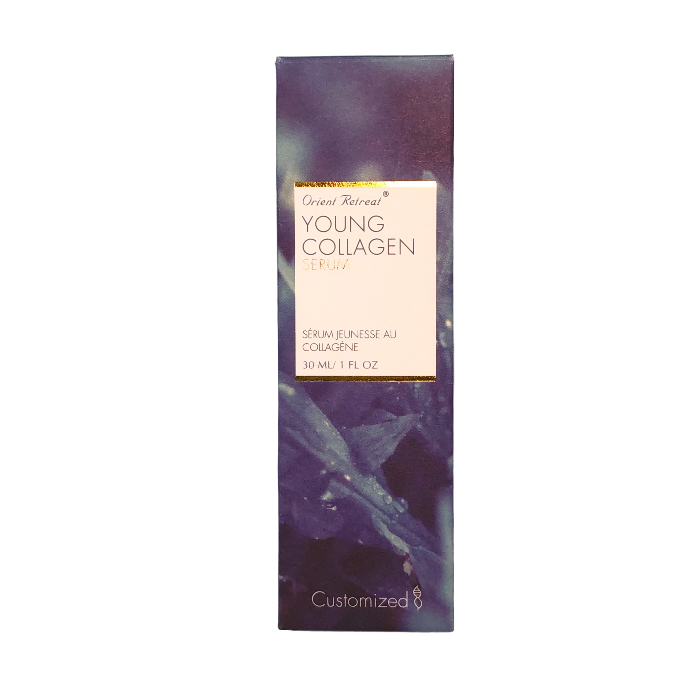 Orient Retreat®
YOUNG
COLLAGEN
SERUM
SÉRUM JEUNESSE AU
COLLAGÈNE
30 ML/ 1 FL OZ
Customized